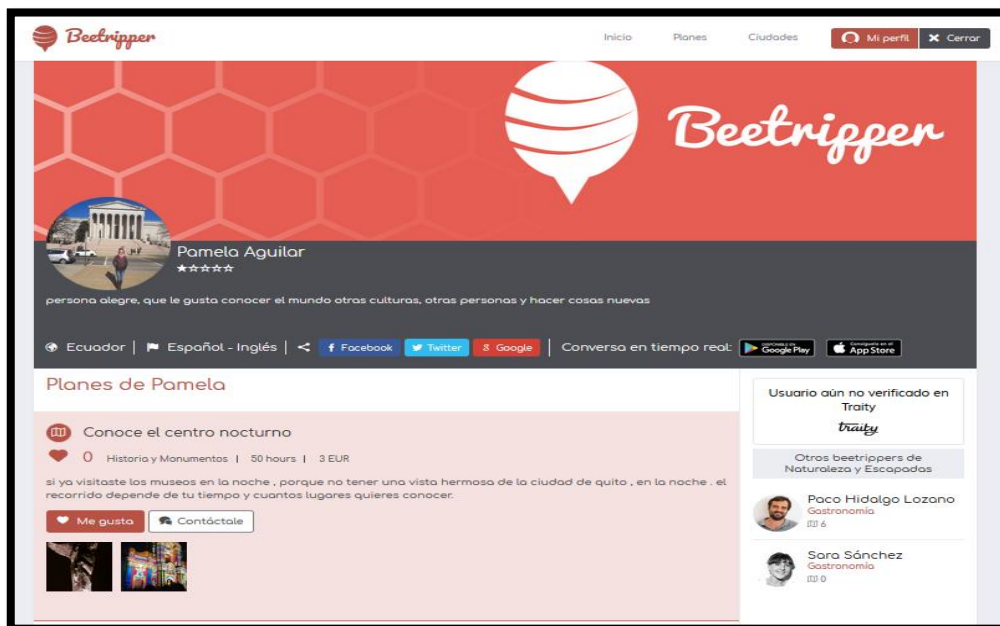 Beetripper
Inicio Planes Ciudades Mi perfil Cerrar
Beetripper
Pamela Aguilar
persona alegre, que le gusta conocer el mundo otras culturas, otras personas y hacer cosas nuevas
Ecuador | Español - Inglés | Facebook Twitter Google | Conversa en tiempo real: DISPONIBLE EN Google Play Consíguelo en el App Store
Planes de Pamela
Conoce el centro nocturno
0 Historia y Monumentos | 50 hours | 3 EUR
si ya visitaste los museos en la noche , porque no tener una vista hermosa de la ciudad de quito , en la noche . el
recorrido depende de tu tiempo y cuantos lugares quieres conocer.
Me gusta Contáctale
Usuario aún no verificado en
Traity
traity
Otros beetrippers de
Naturaleza y Escapadas
Paco Hidalgo Lozano
Gastronomía
6
Sara Sánchez
Gastronomía
0